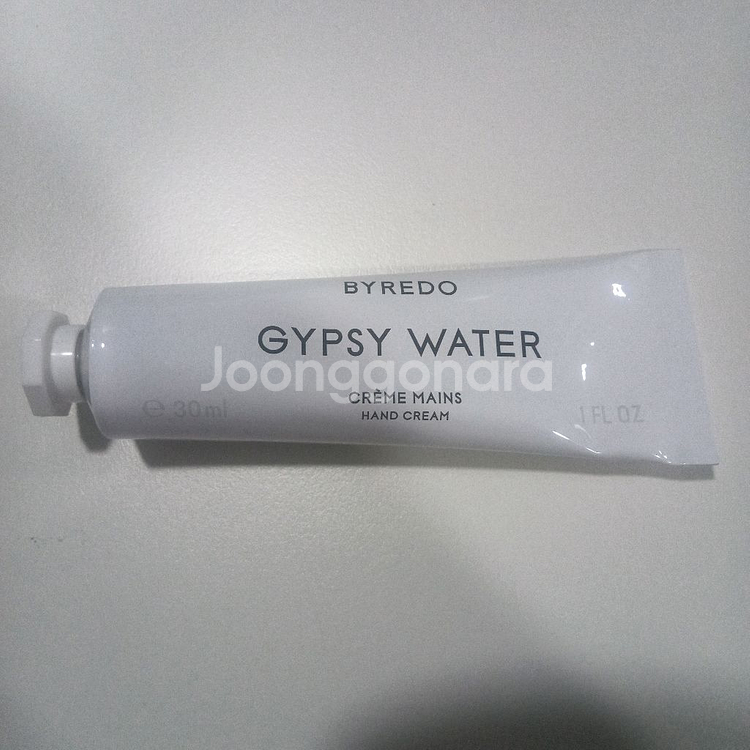 BYREDO
GYPSY WATER
Joonggonara
CRÈME MAINS
HAND CREAM
℮ 30ml
1 FL OZ